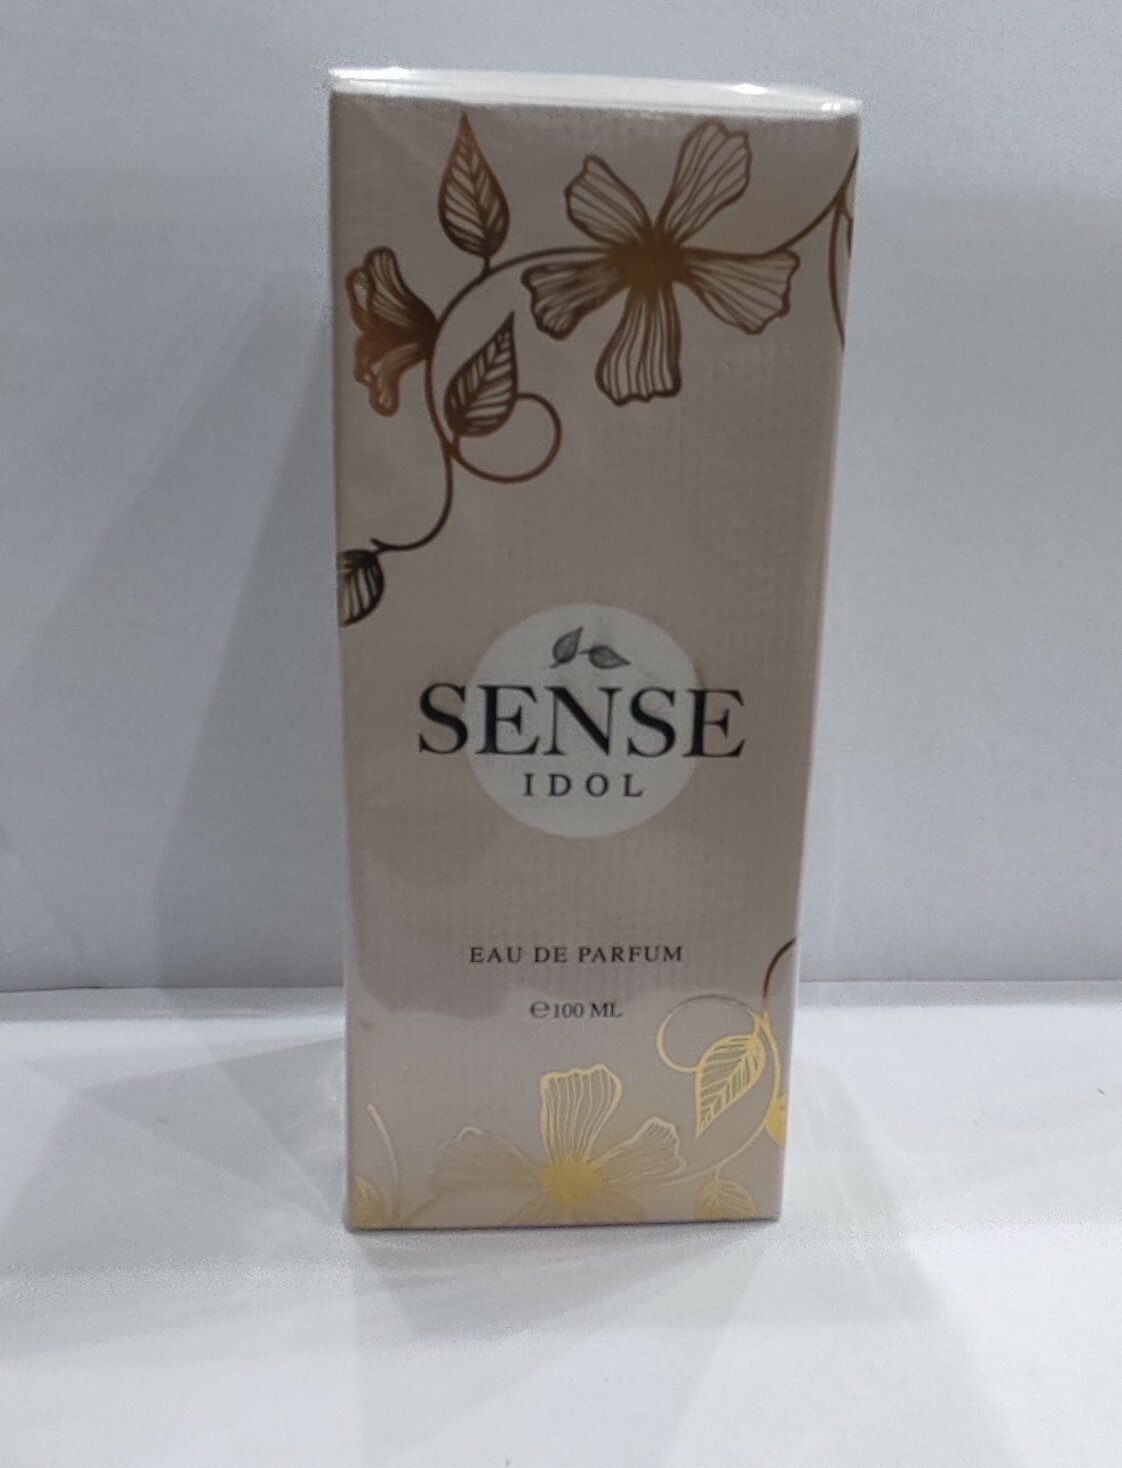 SENSE
IDOL
EAU DE PARFUM
℮100 ML